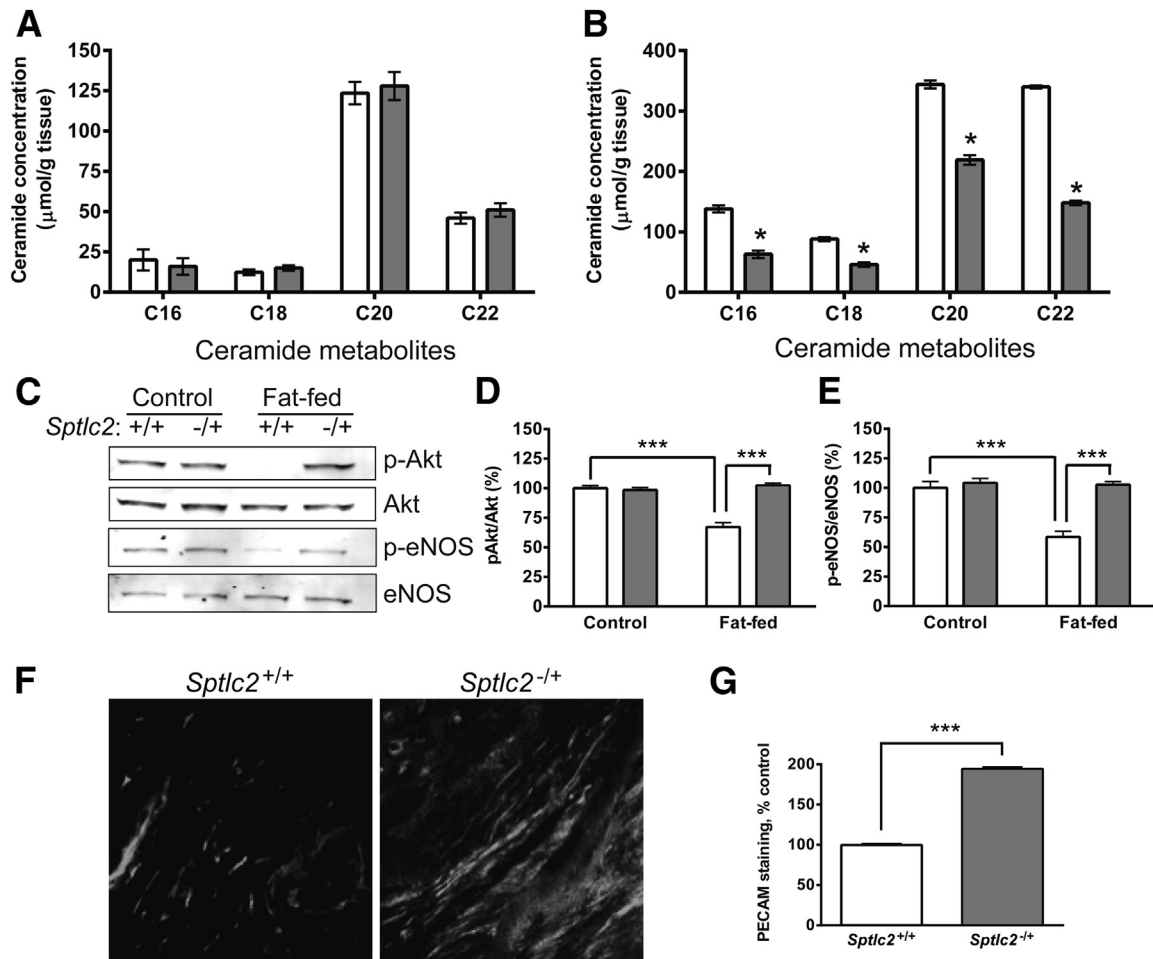 A
Ceramide concentration
(μmol/g tissue)
150
125
100
75
50
25
0
C16 C18 C20 C22
Ceramide metabolites
B
Ceramide concentration
(μmol/g tissue)
400
300
200
100
0
* * * *
C16 C18 C20 C22
Ceramide metabolites
C
Control Fat-fed
Sptlc2: +/+ -/+ +/+ -/+
p-Akt
Akt
p-eNOS
eNOS
D
pAkt/Akt (%)
150
125
100
75
50
25
0
*** ***
Control Fat-fed
E
p-eNOS/eNOS (%)
150
125
100
75
50
25
0
*** ***
Control Fat-fed
F
Sptlc2+/+ Sptlc2-/+
G
PECAM staining, % control
200
150
100
50
0
***
Sptlc2+/+ Sptlc2-/+